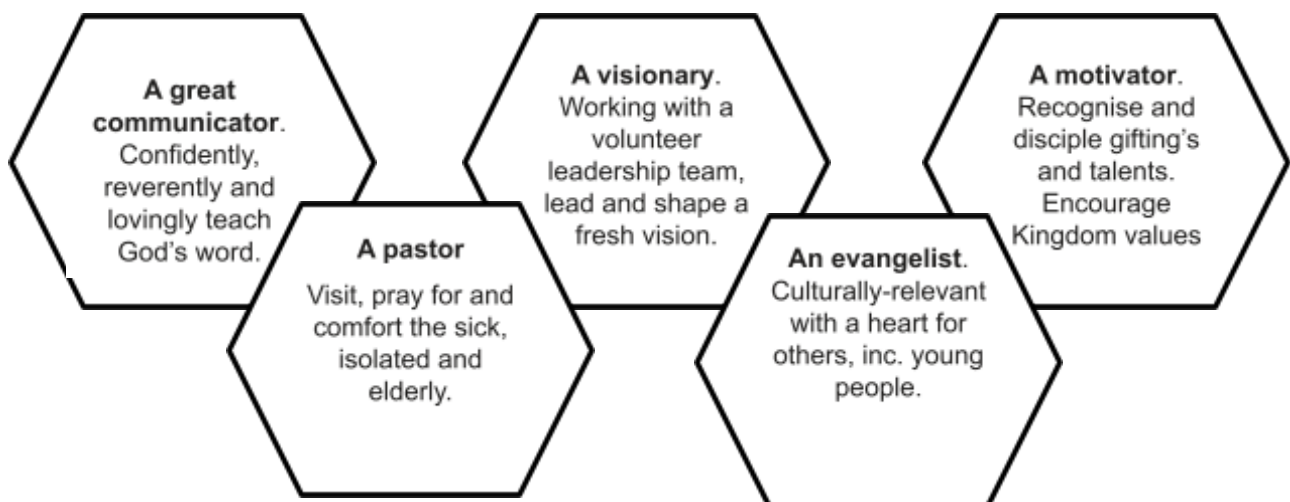 A great
communicator.
Confidently,
reverently and
lovingly teach
God's word.
A pastor
Visit, pray for and
comfort the sick,
isolated and
elderly.
A visionary.
Working with a
volunteer
leadership team,
lead and shape a
fresh vision.
An evangelist.
Culturally-relevant
with a heart for
others, inc. young
people.
A motivator.
Recognise and
disciple gifting's
and talents.
Encourage
Kingdom values